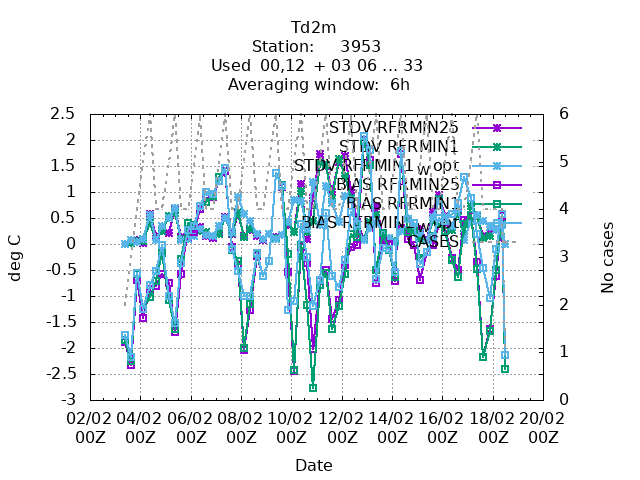 Td2m
Station: 3953
Used 00,12 + 03 06 ... 33
Averaging window: 6h
2.5
2
1.5
1
0.5
0
-0.5
-1
-1.5
-2
-2.5
-3
deg C
6
5
4
3
2
1
0
No cases
STDV RFRMIN25
STDV RFRMIN1
STDV RFRMIN1_w_opt
BIAS RFRMIN25
BIAS RFRMIN1
BIAS RFRMIN1_w_opt
CASES
02/02 04/02 06/02 08/02 10/02 12/02 14/02 16/02 18/02 20/02
00Z 00Z 00Z 00Z 00Z 00Z 00Z 00Z 00Z 00Z
Date